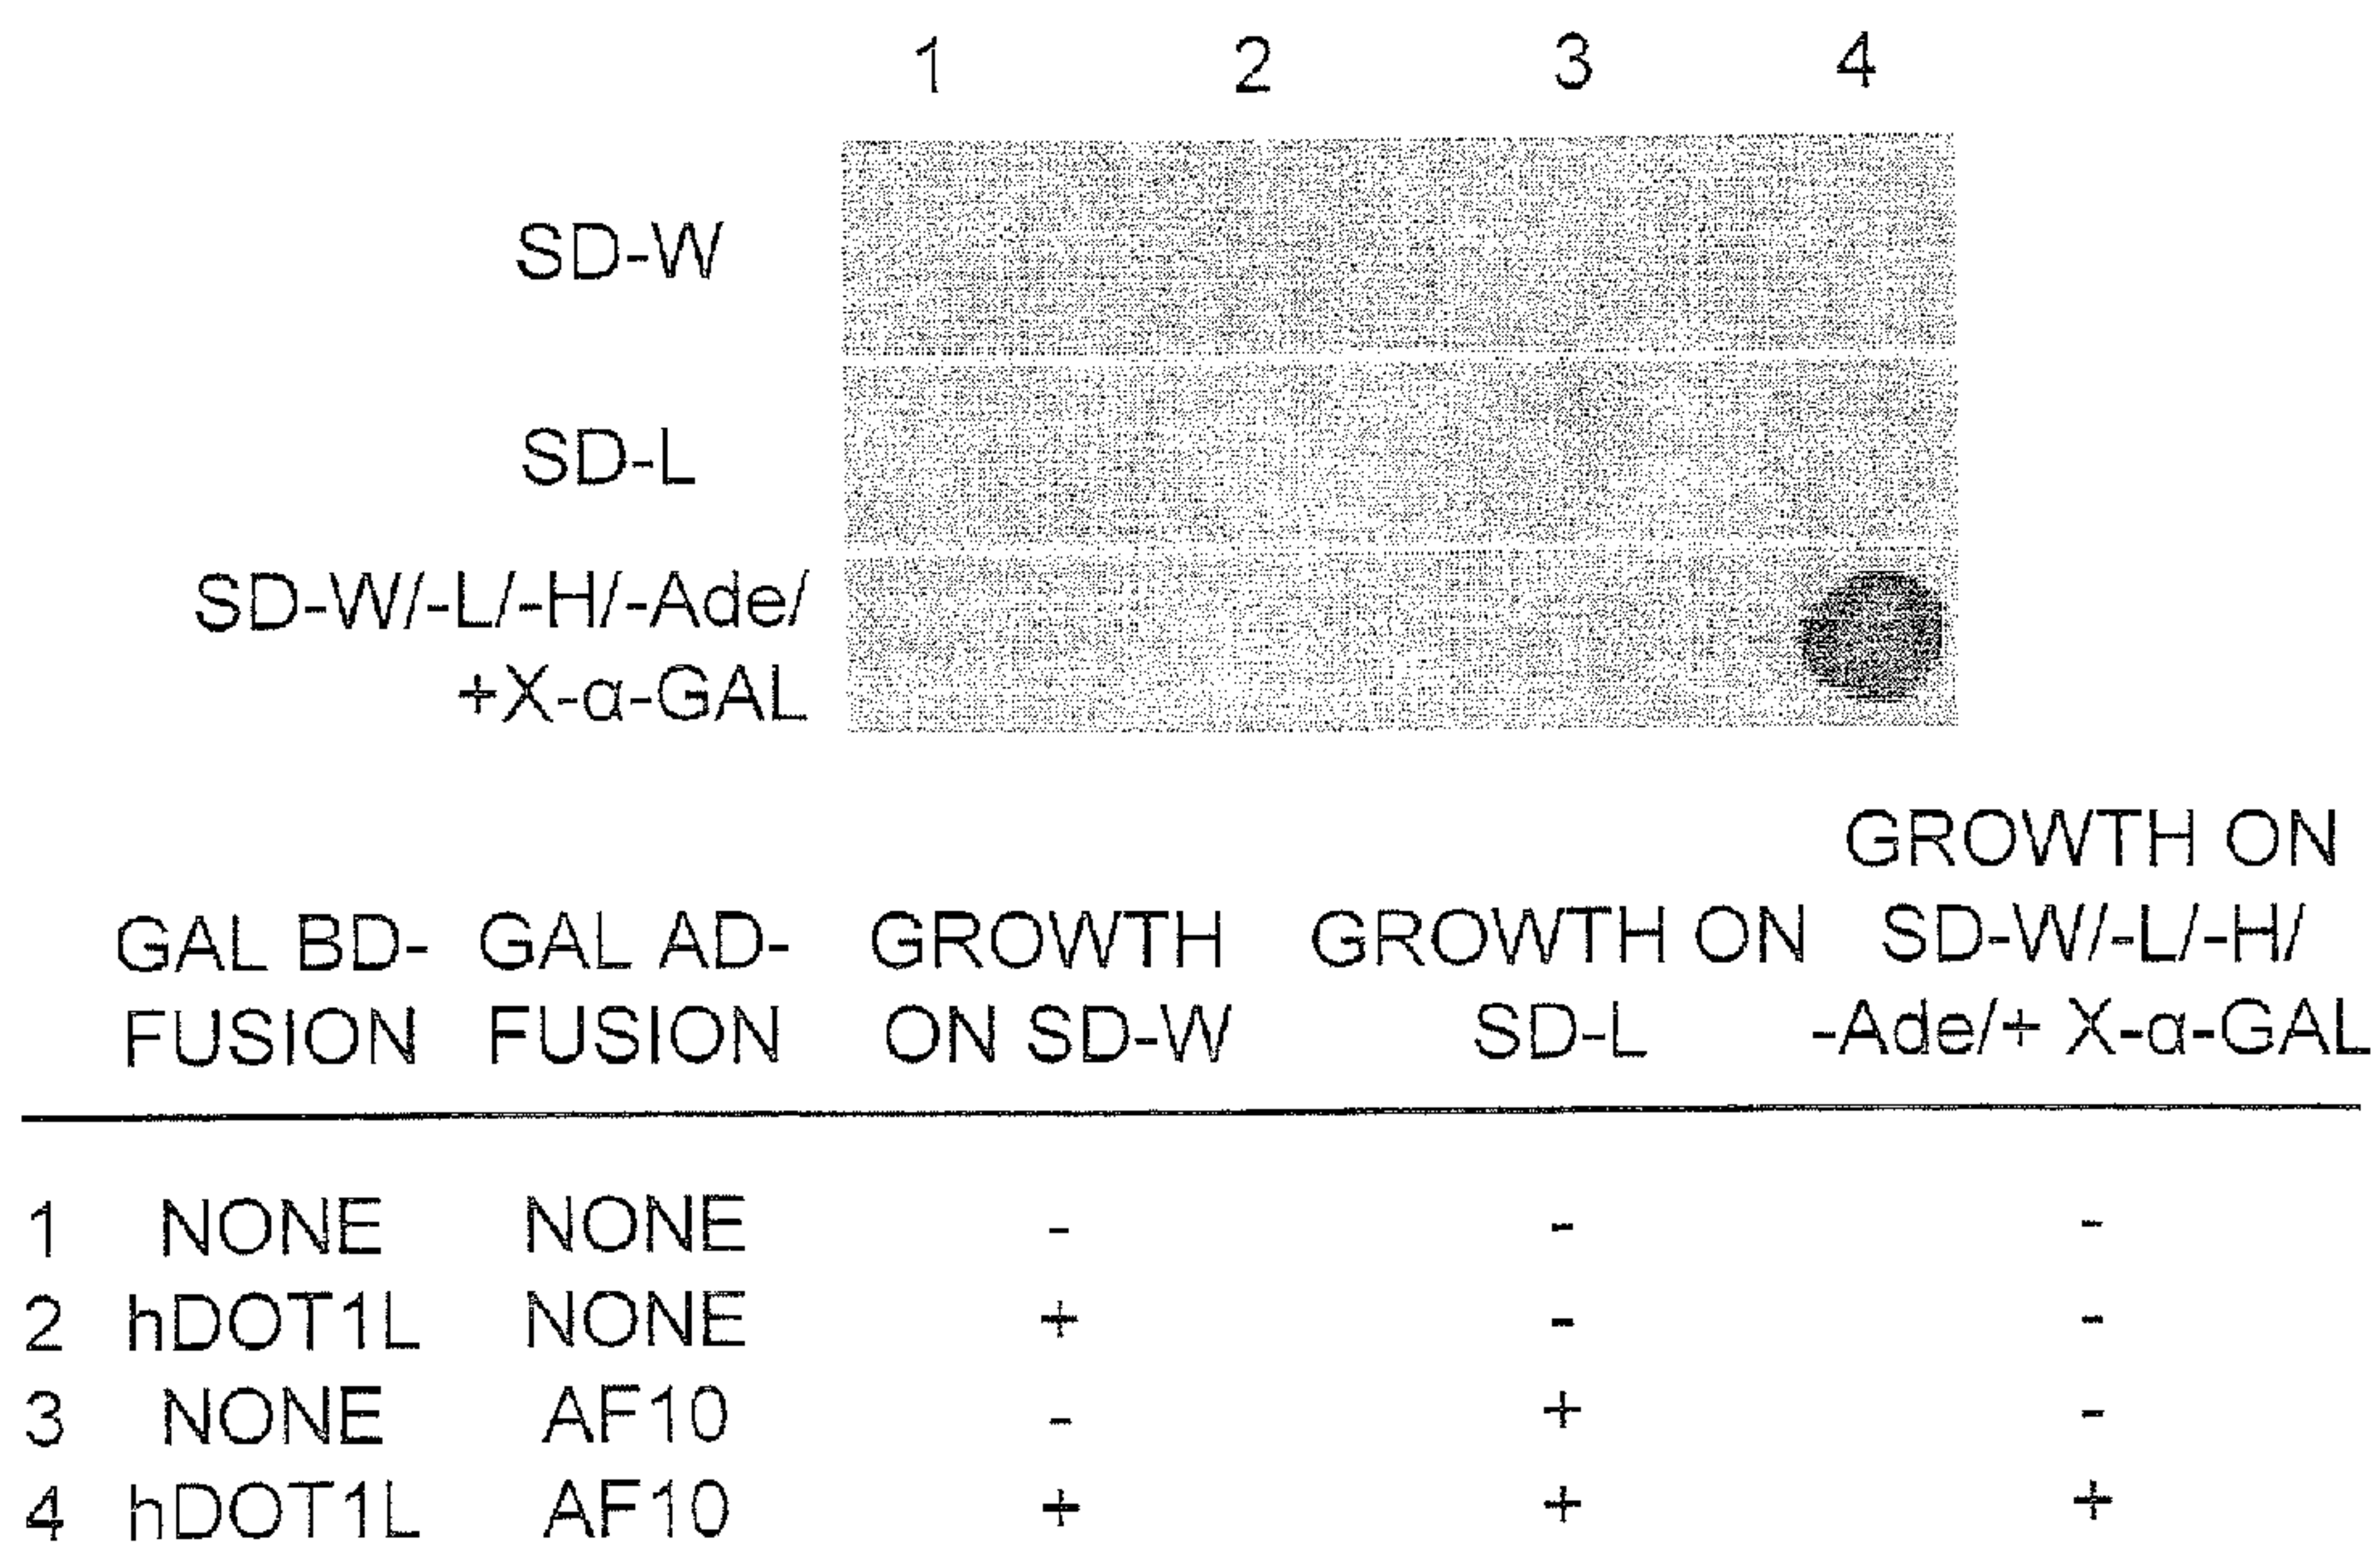 1 2 3 4
SD-W
SD-L
SD-W/-L/-H/-Ade/
+X-α-GAL
GROWTH ON
GAL BD- GAL AD- GROWTH GROWTH ON SD-W/-L/-H/
FUSION FUSION ON SD-W SD-L -Ade/+ X-α-GAL
1 NONE NONE - - -
2 hDOT1L NONE + - -
3 NONE AF10 - + -
4 hDOT1L AF10 + + +